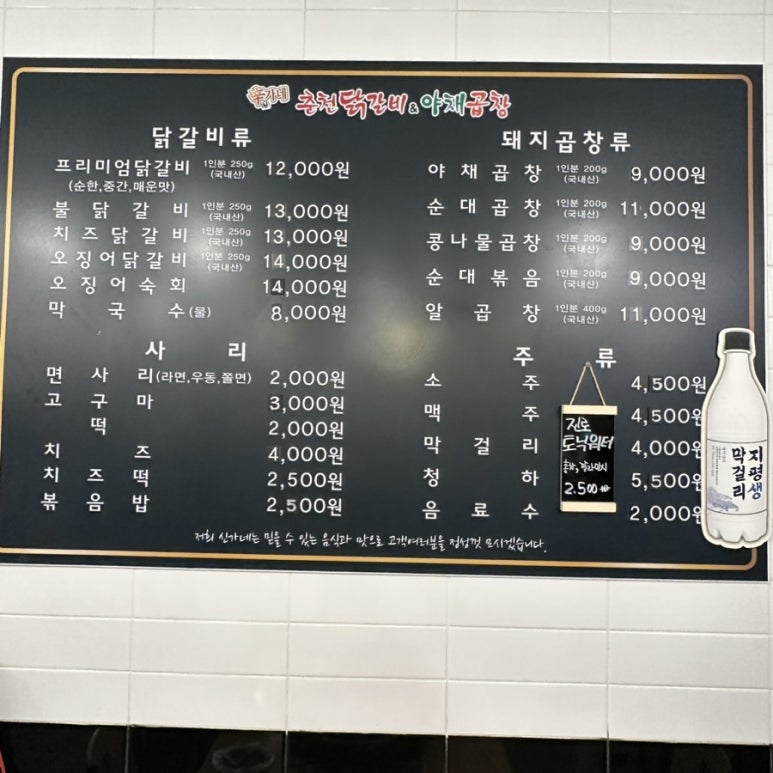 辛가네 춘천닭갈비&야채곱창
닭갈비류
프리미엄닭갈비 1인분 250g (국내산) 12,000원
(순한,중간,매운맛)
불닭갈비 1인분 250g (국내산) 13,000원
치즈닭갈비 1인분 250g (국내산) 13,000원
오징어닭갈비 1인분 250g (국내산) 14,000원
오징어숙회 14,000원
막국수(물) 8,000원
사리
면사리(라면,우동,쫄면) 2,000원
고구마 3,000원
떡 2,000원
치즈 4,000원
치즈떡 2,500원
볶음밥 2,500원
돼지곱창류
야채곱창 1인분 200g (국내산) 9,000원
순대곱창 1인분 200g (국내산) 11,000원
콩나물곱창 1인분 200g (국내산) 9,000원
순대볶음 1인분 200g (국내산) 9,000원
알곱창 1인분 400g (국내산) 11,000원
주류
소주 4,500원
맥주 4,500원
막걸리 4,000원
청하 5,500원
음료수 2,000원
진로
토닉워터
2.500
지평생
막걸리
저희 신가네는 믿을 수 있는 음식과 맛으로 고객여러분을 정성껏 모시겠습니다.